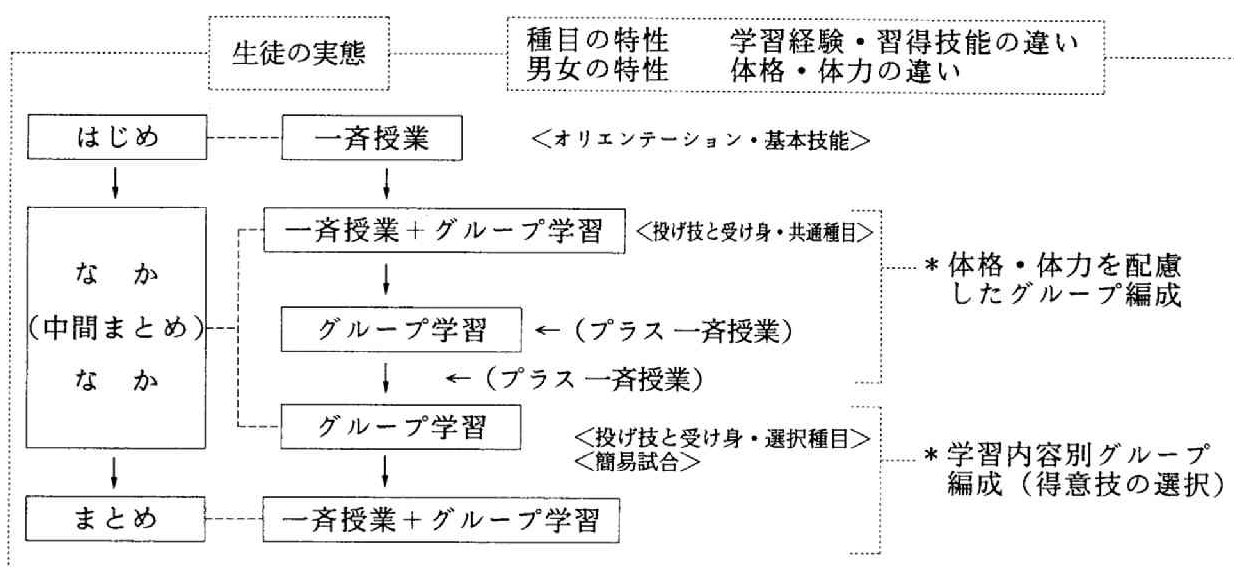 生徒の実態
種目の特性 学習経験・習得技能の違い
男女の特性 体格・体力の違い
はじめ
一斉授業
<オリエンテーション・基本技能>
一斉授業+グループ学習
<投げ技と受け身・共通種目>
なか
(中間まとめ)
なか
*体格・体力を配慮
したグループ編成
グループ学習
←(プラス一斉授業)
←(プラス一斉授業)
グループ学習
<投げ技と受け身・選択種目>
<簡易試合>
*学習内容別グループ
編成(得意技の選択)
まとめ
一斉授業+グループ学習